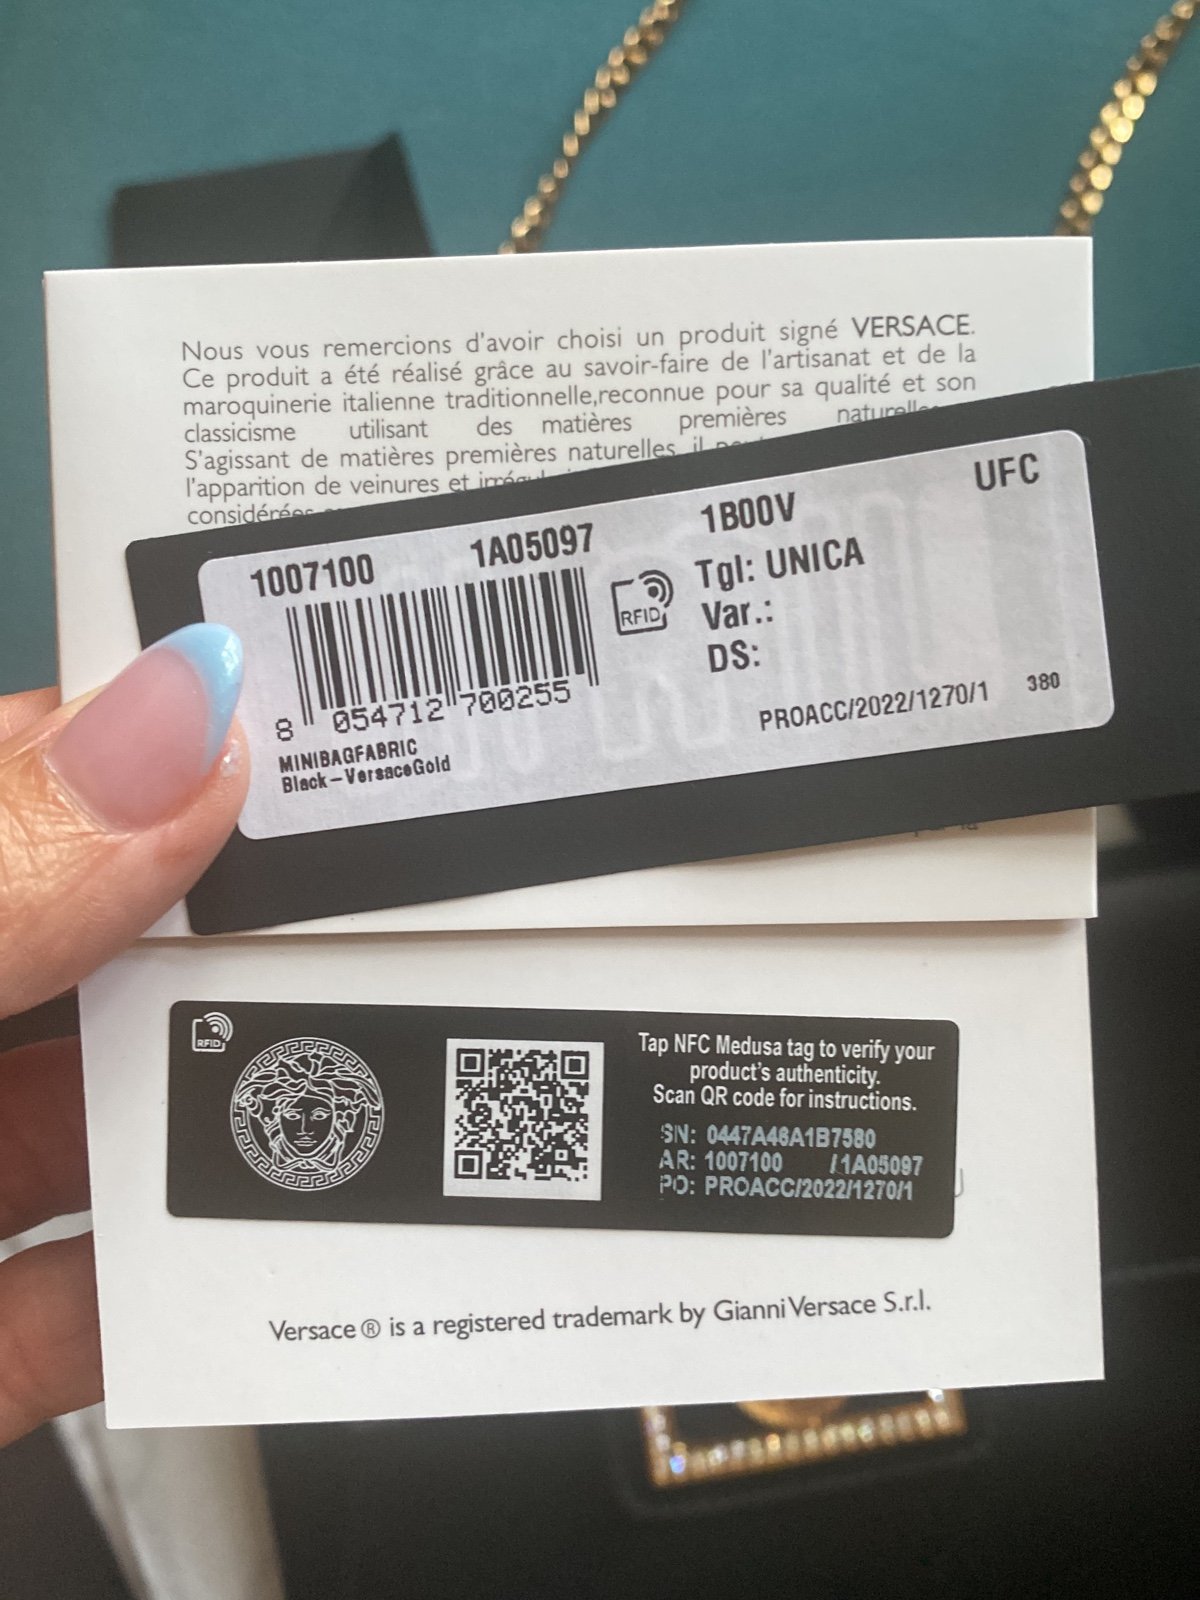 Nous vous remercions d'avoir choisi un produit signé VERSACE.
Ce produit a été réalisé grâce au savoir-faire de l'artisanat et de la
maroquinerie italienne traditionnelle,reconnue pour sa qualité et son
classicisme utilisant des matières premières
S'agissant de matières premières naturelles, il
l'apparition de veinures et
considérées
1007100 1A05097 1B00V UFC
RFID
Tgl: UNICA
Var.:
DS:
8 054712 700255
PROACC/2022/1270/1 380
MINIBAGFABRIC
Black-VersaceGold
RFID
Tap NFC Medusa tag to verify your
product's authenticity.
Scan QR code for instructions.
SN: 0447A46A1B7580
AR: 1007100 /1A05097
PO: PROACC/2022/1270/1
Versace ® is a registered trademark by Gianni Versace S.r.l.